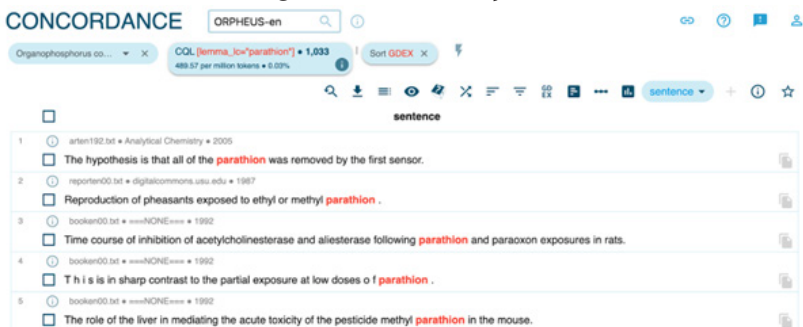 CONCORDANCE ORPHEUS-en
Organophosphorus co... CQL [lemma_lc="parathion"] • 1,033 Sort GDEX
489.57 per million tokens • 0.03%
GD EX sentence
sentence
1 arten192.txt • Analytical Chemistry • 2005
The hypothesis is that all of the parathion was removed by the first sensor.
2 reporten00.txt • digitalcommons.usu.edu • 1987
Reproduction of pheasants exposed to ethyl or methyl parathion .
3 booken00.txt • ===NONE=== • 1992
Time course of inhibition of acetylcholinesterase and aliesterase following parathion and paraoxon exposures in rats.
4 booken00.txt • ===NONE=== • 1992
T h i s is in sharp contrast to the partial exposure at low doses o f parathion .
5 booken00.txt • ===NONE=== • 1992
The role of the liver in mediating the acute toxicity of the pesticide methyl parathion in the mouse.